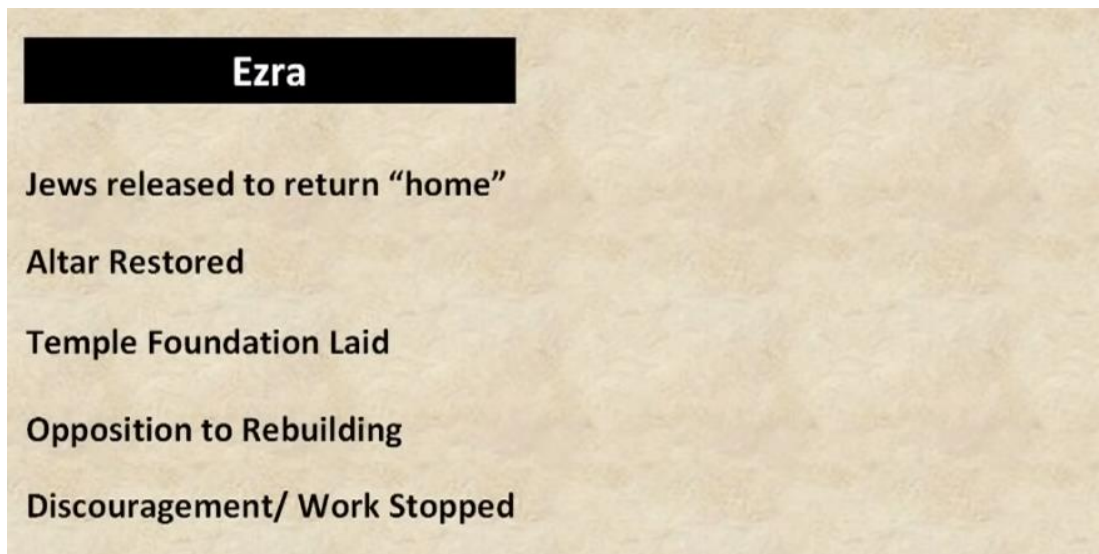 Ezra
Jews released to return “home”
Altar Restored
Temple Foundation Laid
Opposition to Rebuilding
Discouragement/ Work Stopped